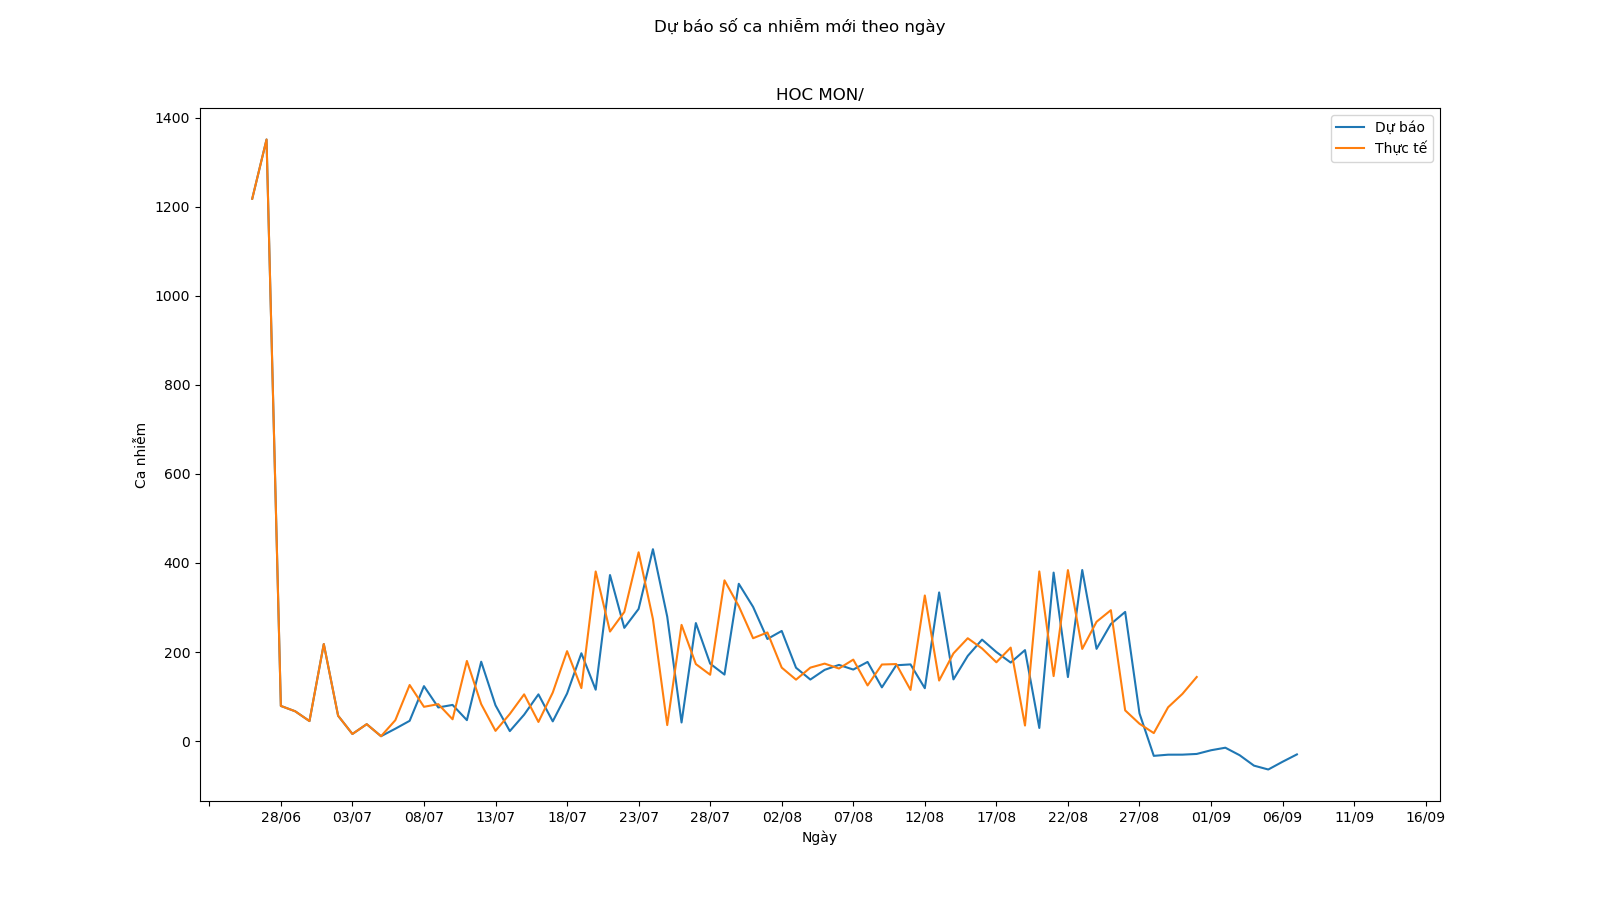 Dự báo số ca nhiễm mới theo ngày
HOC MON/
Dự báo
Thực tế
1400
1200
1000
800
600
400
200
0
Ca nhiễm
28/06 03/07 08/07 13/07 18/07 23/07 28/07 02/08 07/08 12/08 17/08 22/08 27/08 01/09 06/09 11/09 16/09
Ngày